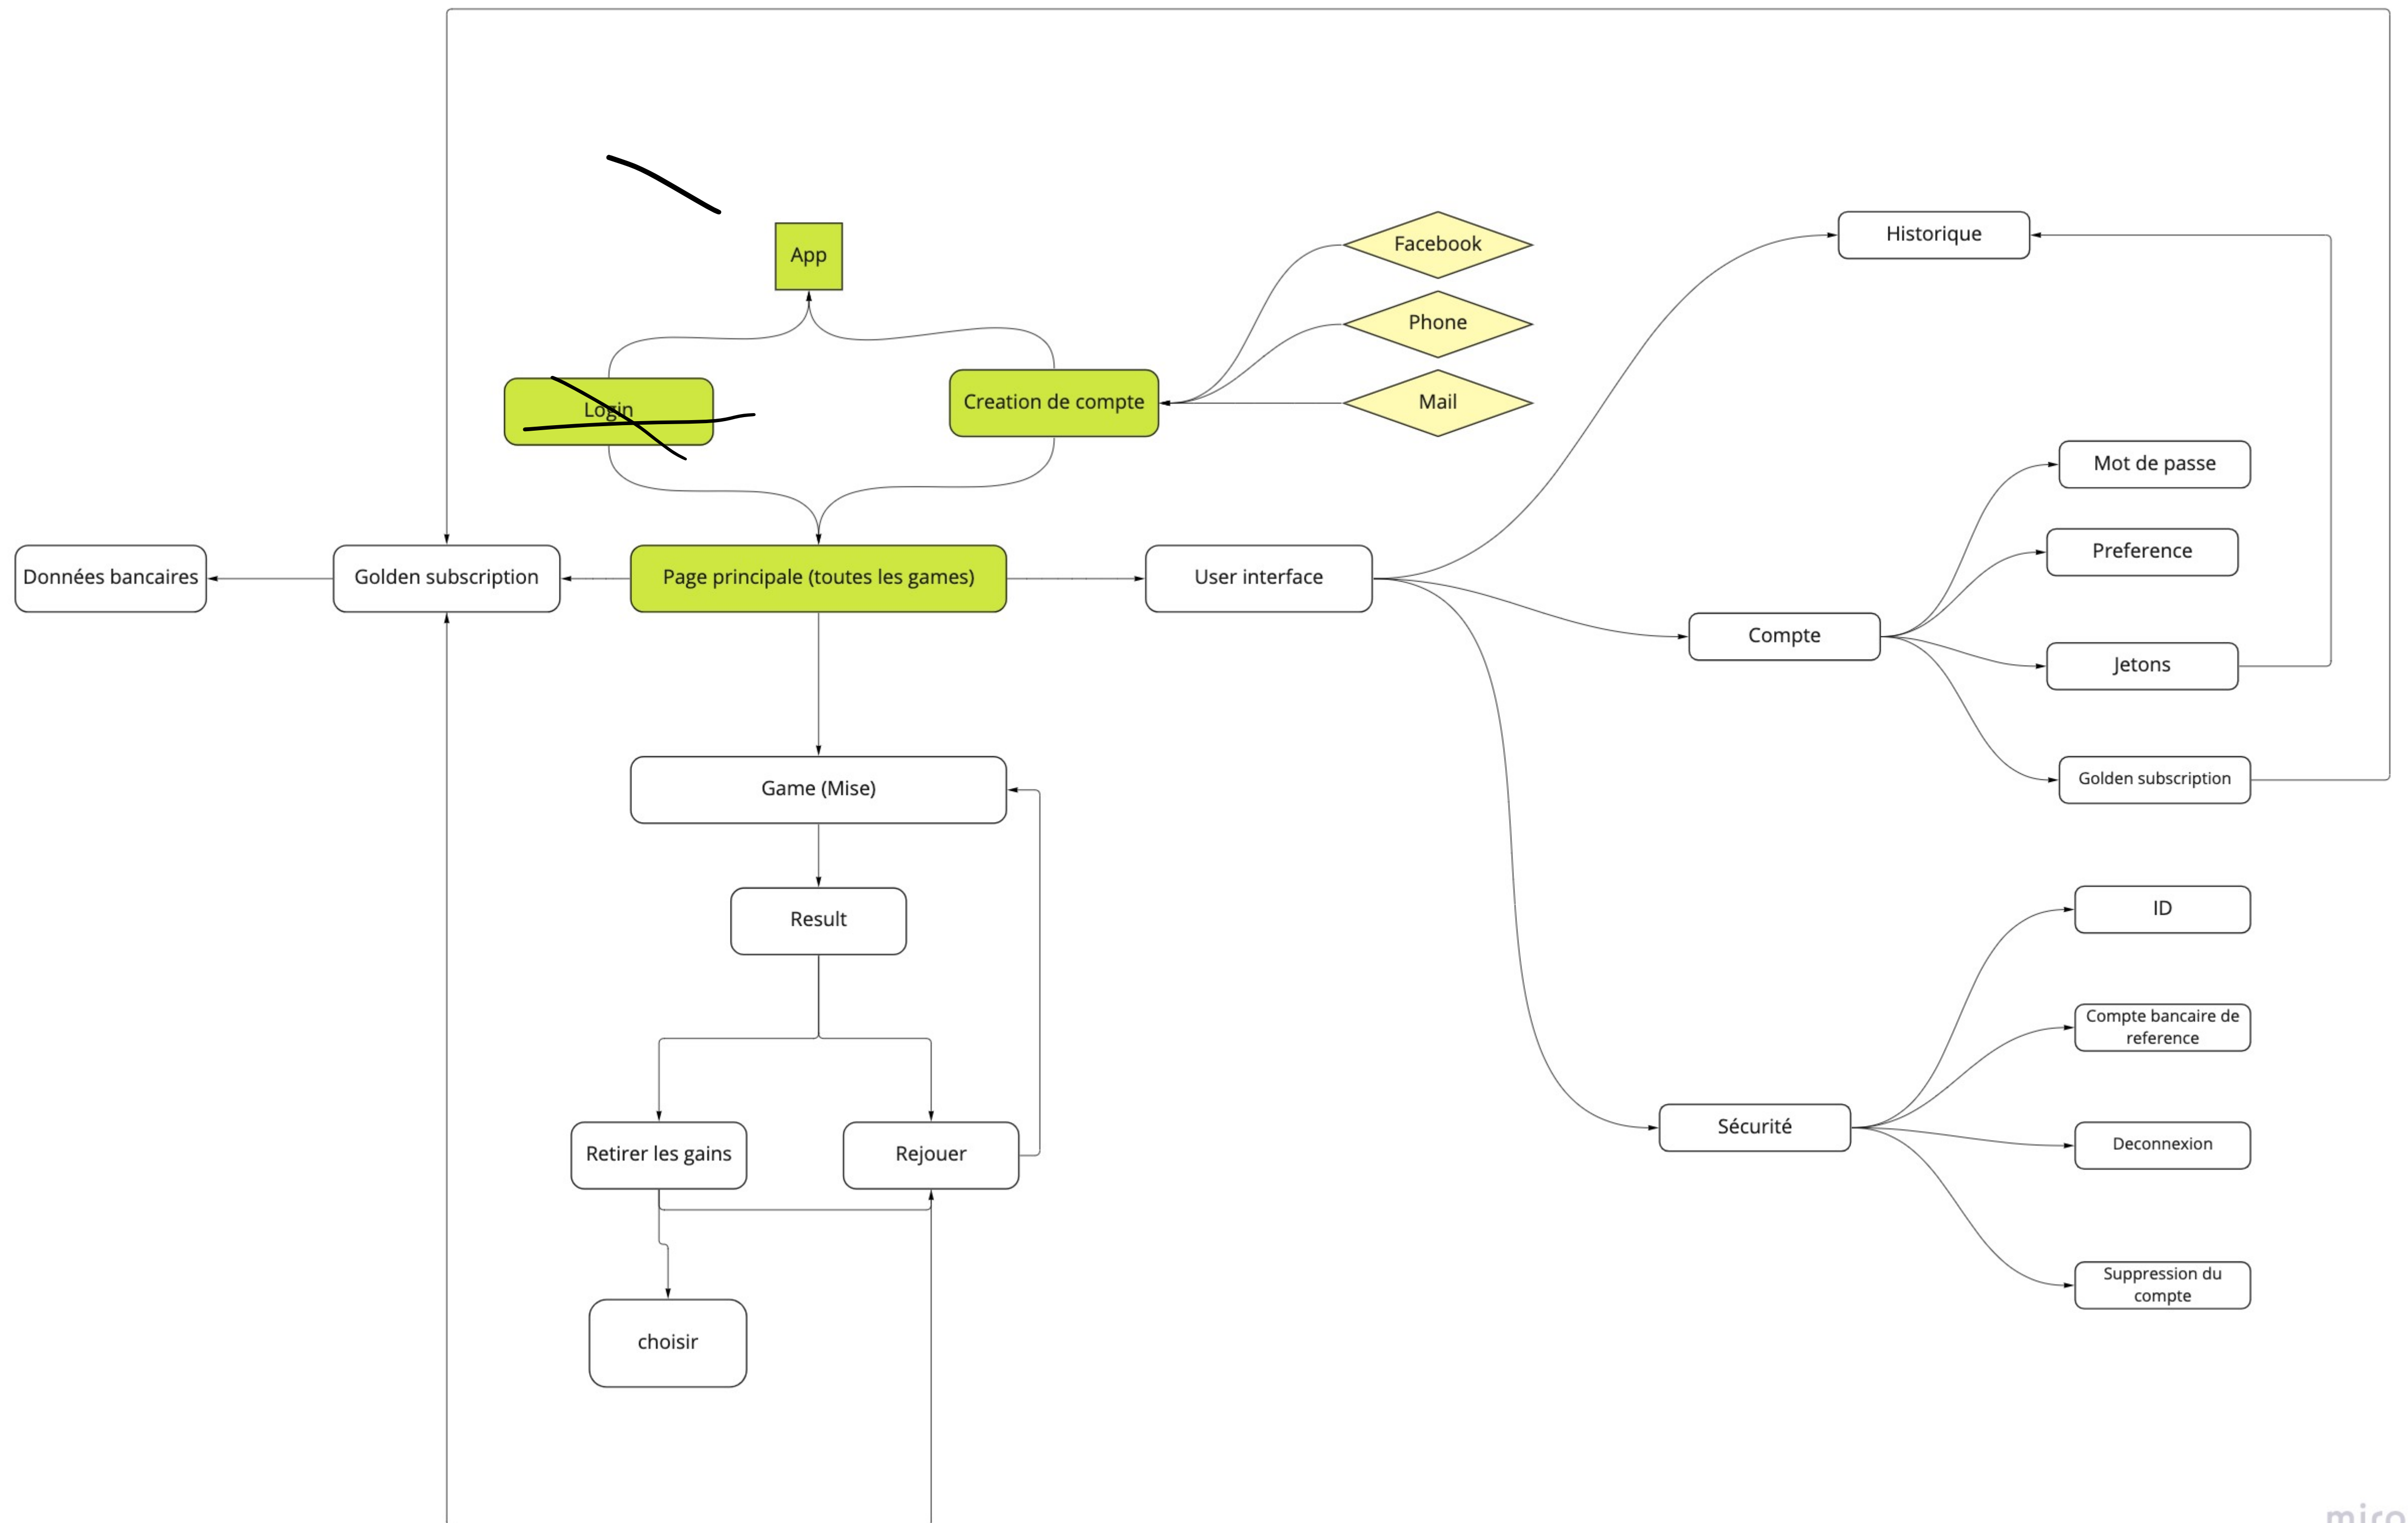 App
Facebook
Phone
Mail
Historique
Login
Creation de compte
Mot de passe
Preference
Données bancaires
Golden subscription
Page principale (toutes les games)
User interface
Compte
Jetons
Golden subscription
Game (Mise)
Result
ID
Compte bancaire de
reference
Retirer les gains
Rejouer
Sécurité
Deconnexion
Suppression du
compte
choisir
miro